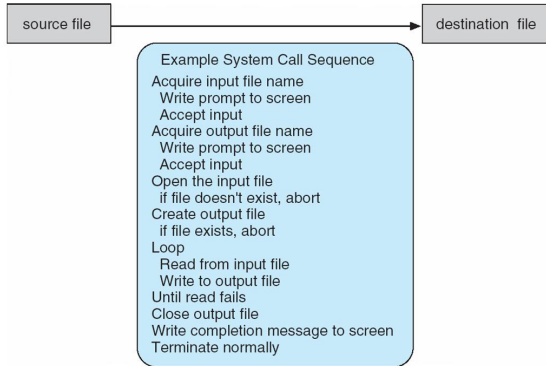 source file
destination file
Example System Call Sequence
Acquire input file name
Write prompt to screen
Accept input
Acquire output file name
Write prompt to screen
Accept input
Open the input file
if file doesn't exist, abort
Create output file
if file exists, abort
Loop
Read from input file
Write to output file
Until read fails
Close output file
Write completion message to screen
Terminate normally